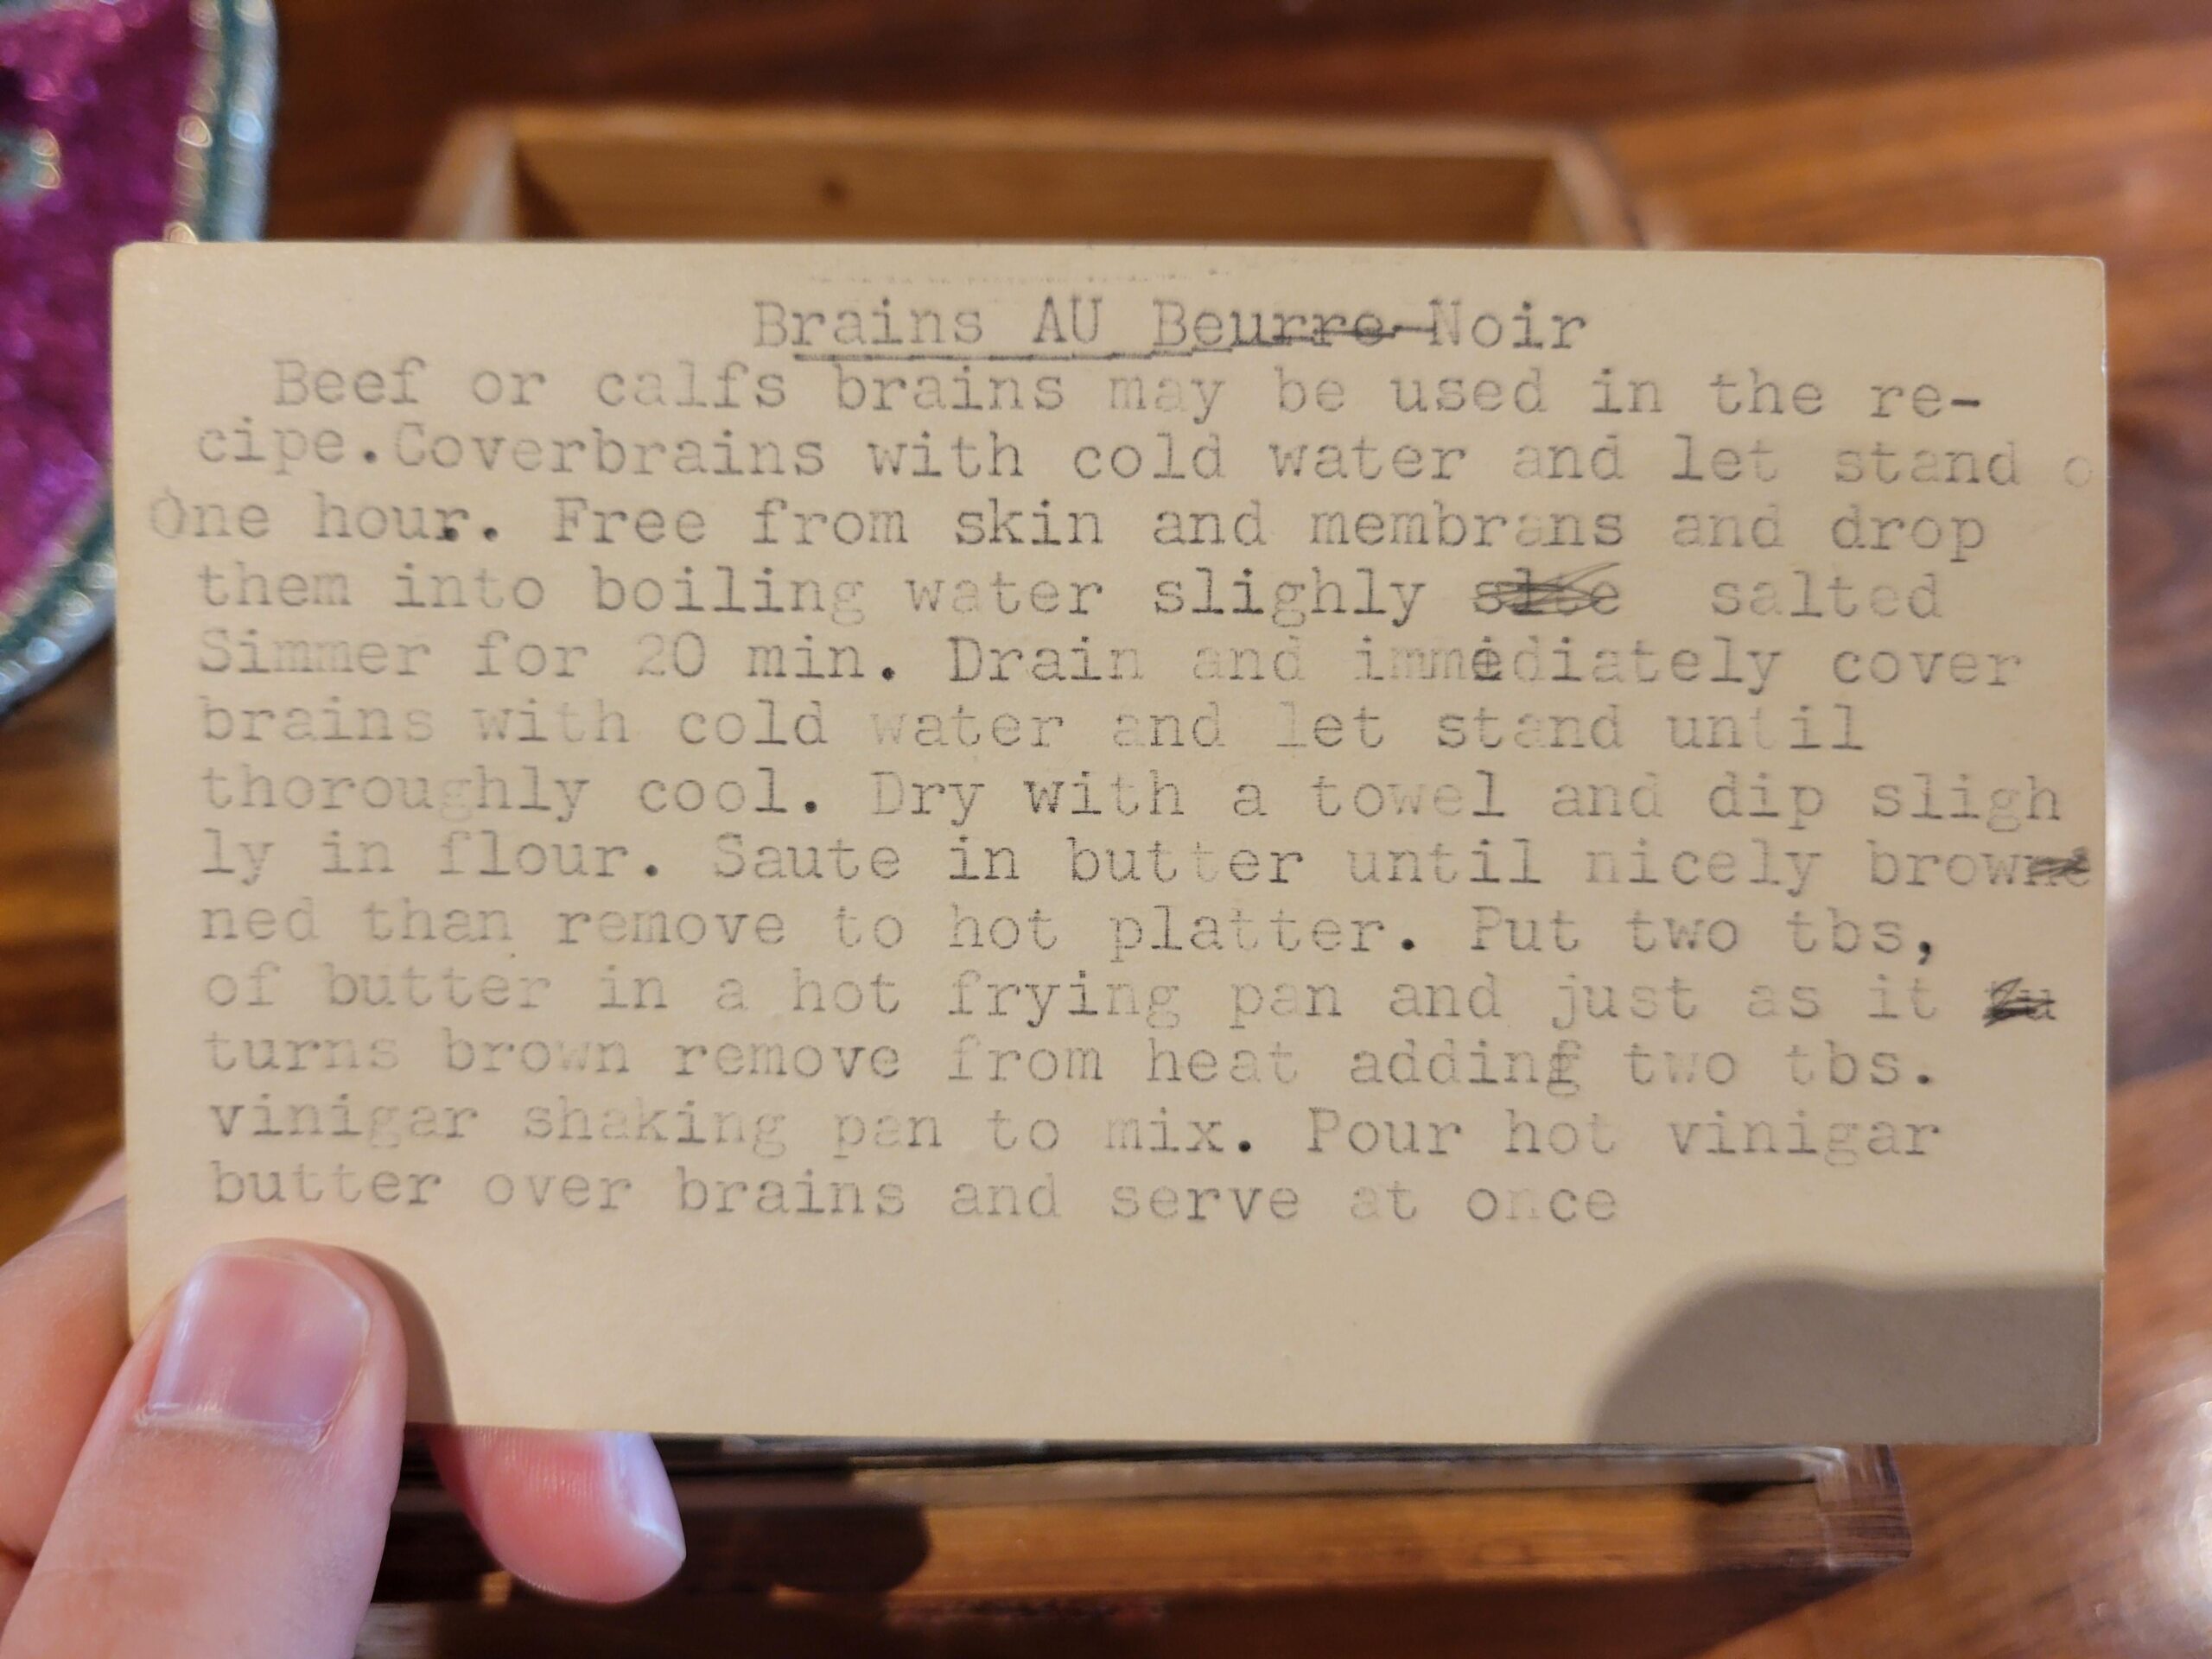 Brains AU Beurre Noir
Beef or calfs brains may be used in the re-
cipe.Coverbrains with cold water and let stand o
One hour. Free from skin and membrans and drop
them into boiling water slighly slte salted
Simmer for 20 min. Drain and immediately cover
brains with cold water and let stand until
thoroughly cool. Dry with a towel and dip sligh
ly in flour. Saute in butter until nicely browne
ned than remove to hot platter. Put two tbs,
of butter in a hot frying pan and just as it tu
turns brown remove from heat adding two tbs.
vinigar shaking pan to mix. Pour hot vinigar
butter over brains and serve at once